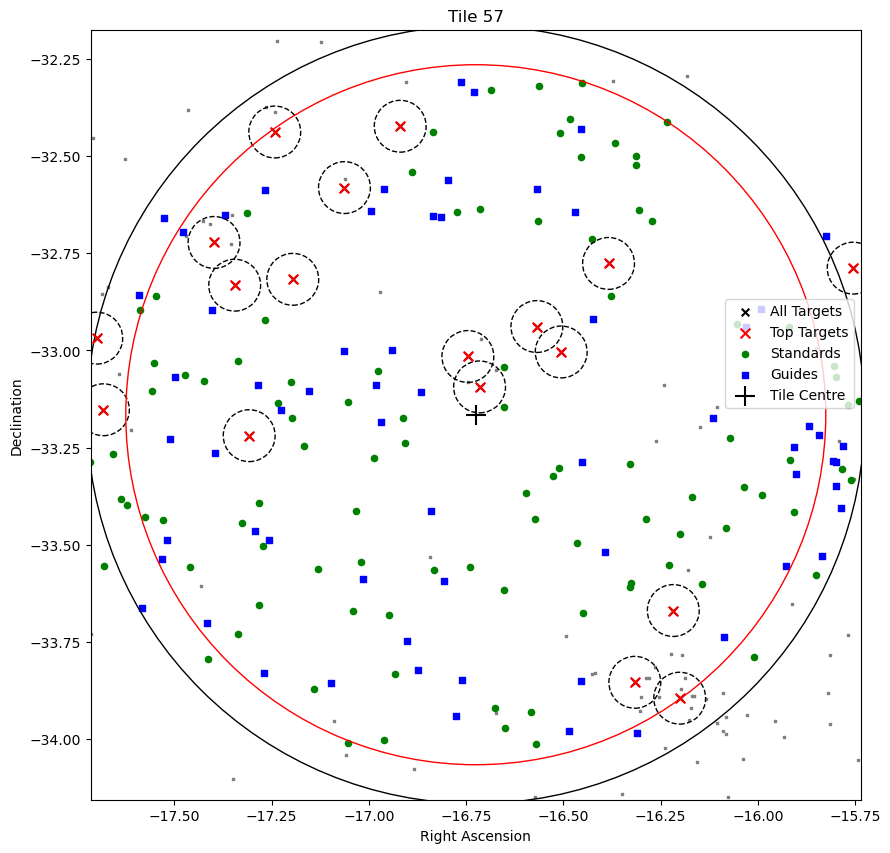 Tile 57
−32.25
−32.50
−32.75
−33.00
−33.25
−33.50
−33.75
−34.00
Declination
All Targets
Top Targets
Standards
Guides
Tile Centre
−17.50 −17.25 −17.00 −16.75 −16.50 −16.25 −16.00 −15.75
Right Ascension